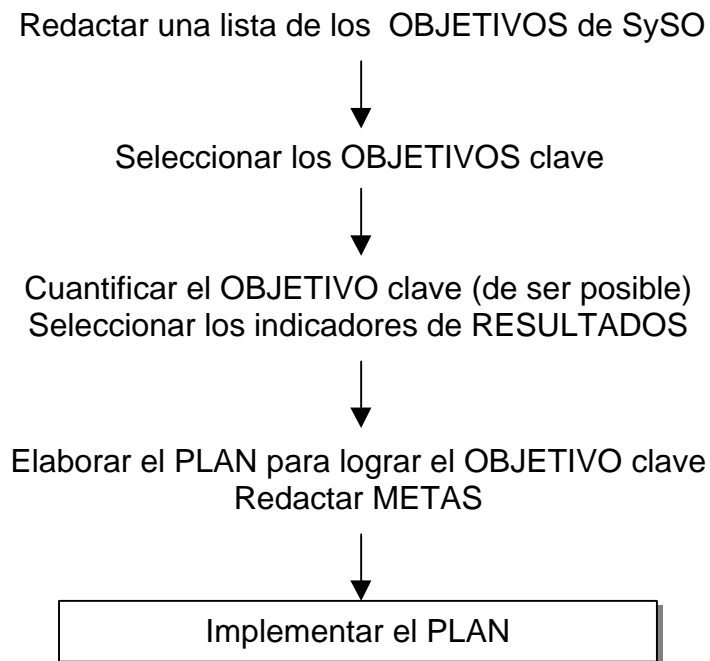 Redactar una lista de los OBJETIVOS de SySO
Seleccionar los OBJETIVOS clave
Cuantificar el OBJETIVO clave (de ser posible)
Seleccionar los indicadores de RESULTADOS
Elaborar el PLAN para lograr el OBJETIVO clave
Redactar METAS
Implementar el PLAN